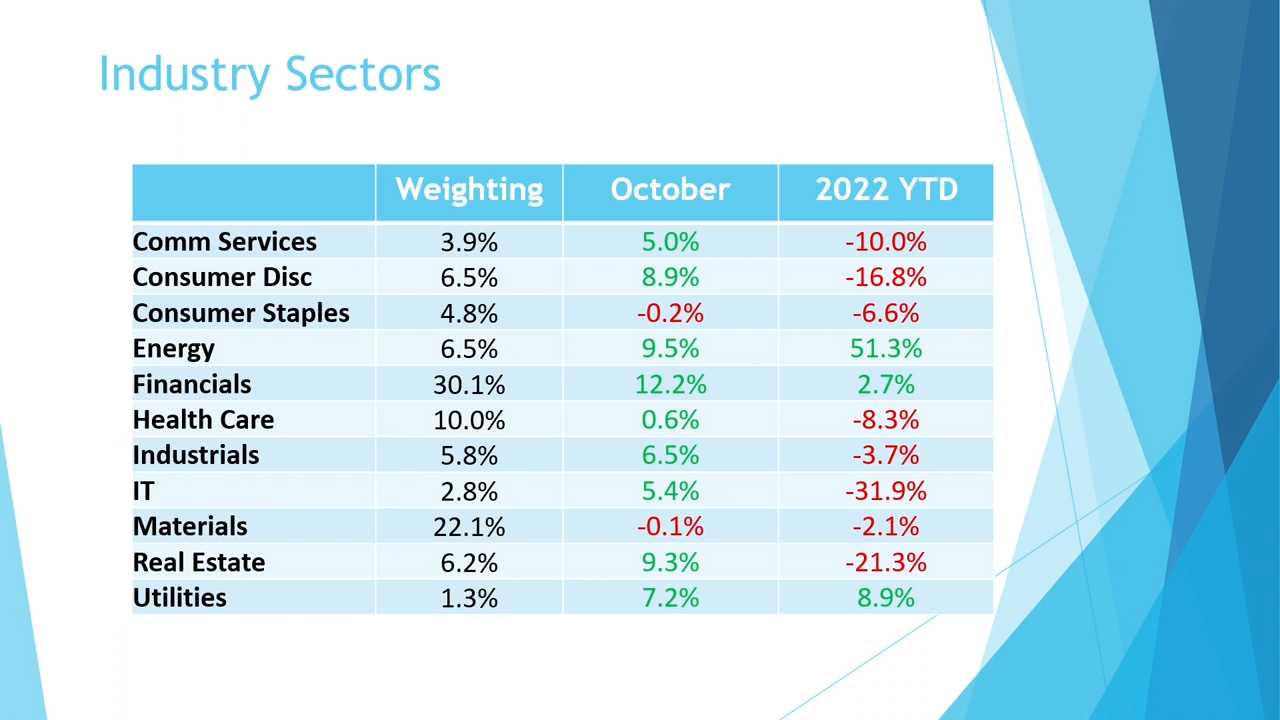 Industry Sectors
Weighting October 2022 YTD
Comm Services 3.9% 5.0% -10.0%
Consumer Disc 6.5% 8.9% -16.8%
Consumer Staples 4.8% -0.2% -6.6%
Energy 6.5% 9.5% 51.3%
Financials 30.1% 12.2% 2.7%
Health Care 10.0% 0.6% -8.3%
Industrials 5.8% 6.5% -3.7%
IT 2.8% 5.4% -31.9%
Materials 22.1% -0.1% -2.1%
Real Estate 6.2% 9.3% -21.3%
Utilities 1.3% 7.2% 8.9%